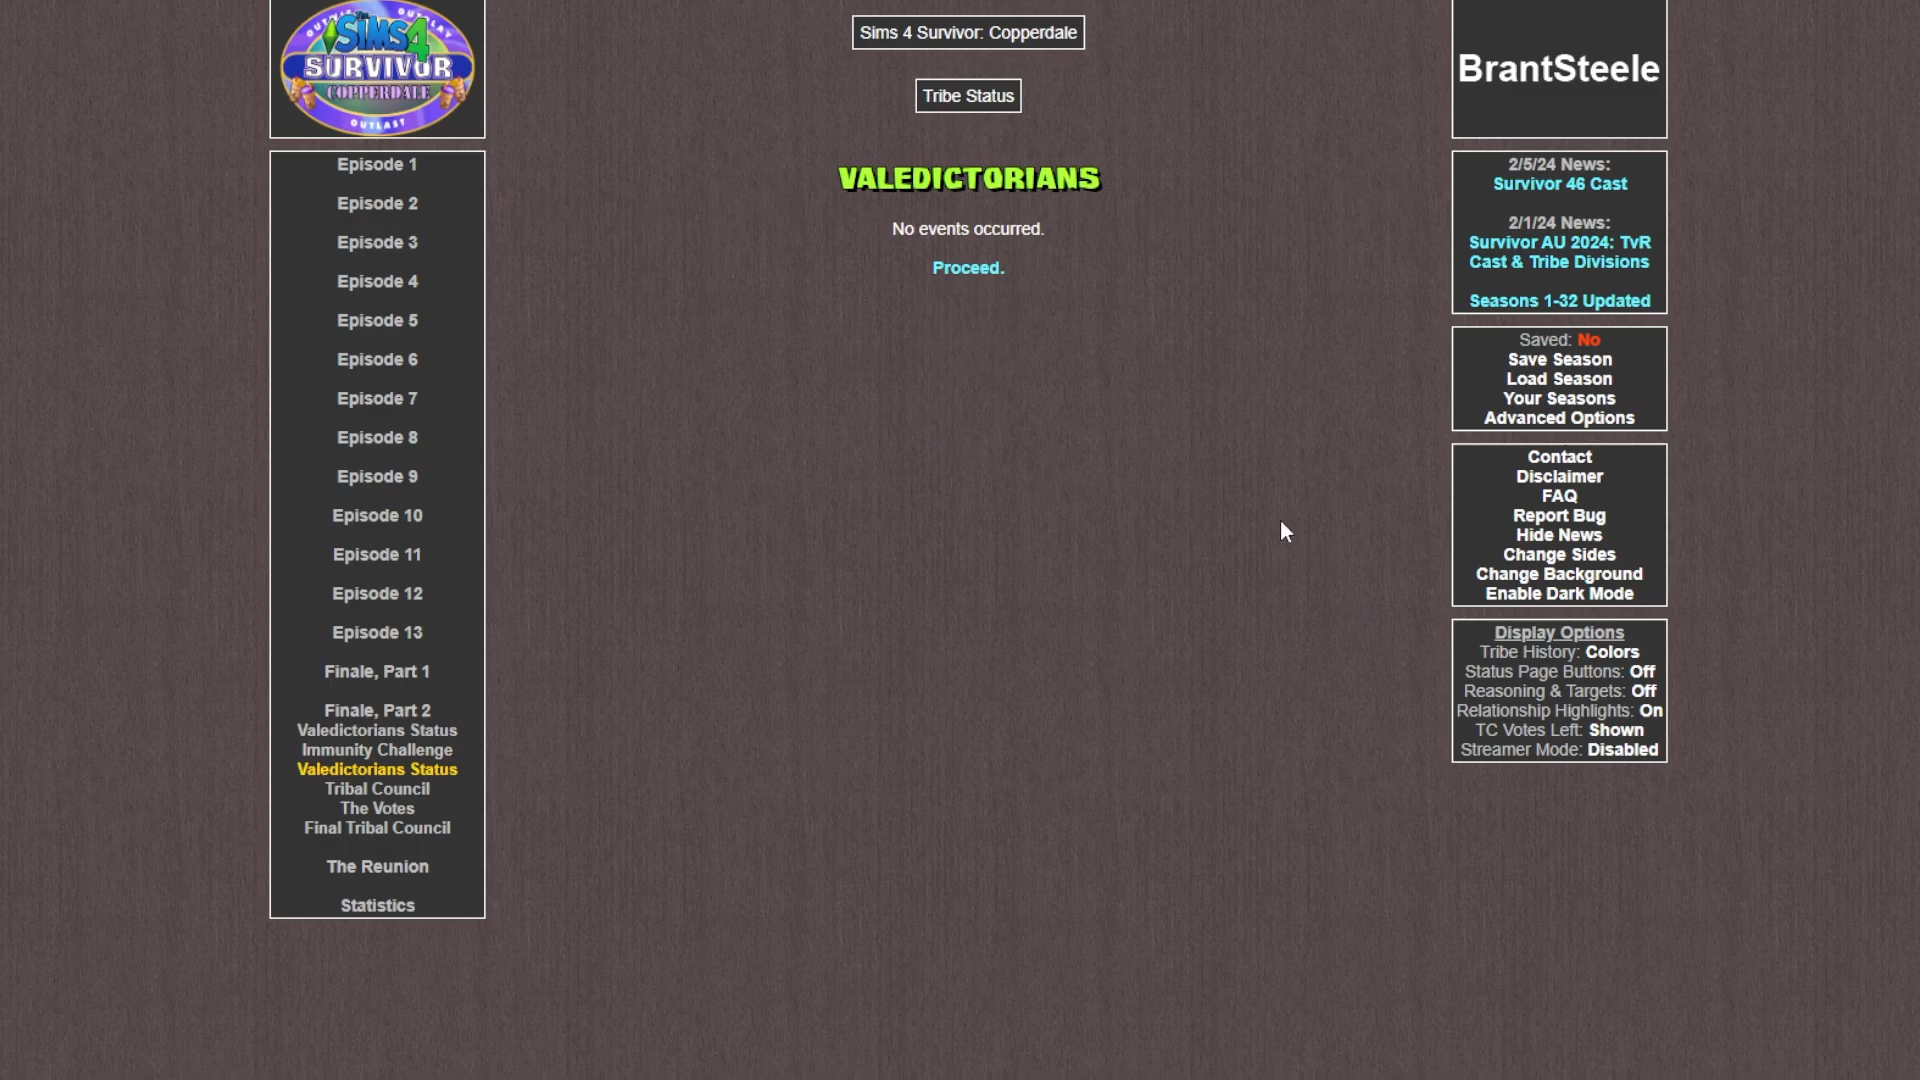 OUTWIT OUTPLAY
THE SIMS 4
SURVIVOR
COPPERDALE
OUTLAST
Episode 1
Episode 2
Episode 3
Episode 4
Episode 5
Episode 6
Episode 7
Episode 8
Episode 9
Episode 10
Episode 11
Episode 12
Episode 13
Finale, Part 1
Finale, Part 2
Valedictorians Status
Immunity Challenge
Valedictorians Status
Tribal Council
The Votes
Final Tribal Council
The Reunion
Statistics
Sims 4 Survivor: Copperdale
Tribe Status
VALEDICTORIANS
No events occurred.
Proceed.
BrantSteele
2/5/24 News:
Survivor 46 Cast
2/1/24 News:
Survivor AU 2024: TvR
Cast & Tribe Divisions
Seasons 1-32 Updated
Saved: No
Save Season
Load Season
Your Seasons
Advanced Options
Contact
Disclaimer
FAQ
Report Bug
Hide News
Change Sides
Change Background
Enable Dark Mode
Display Options
Tribe History: Colors
Status Page Buttons: Off
Reasoning & Targets: Off
Relationship Highlights: On
TC Votes Left: Shown
Streamer Mode: Disabled